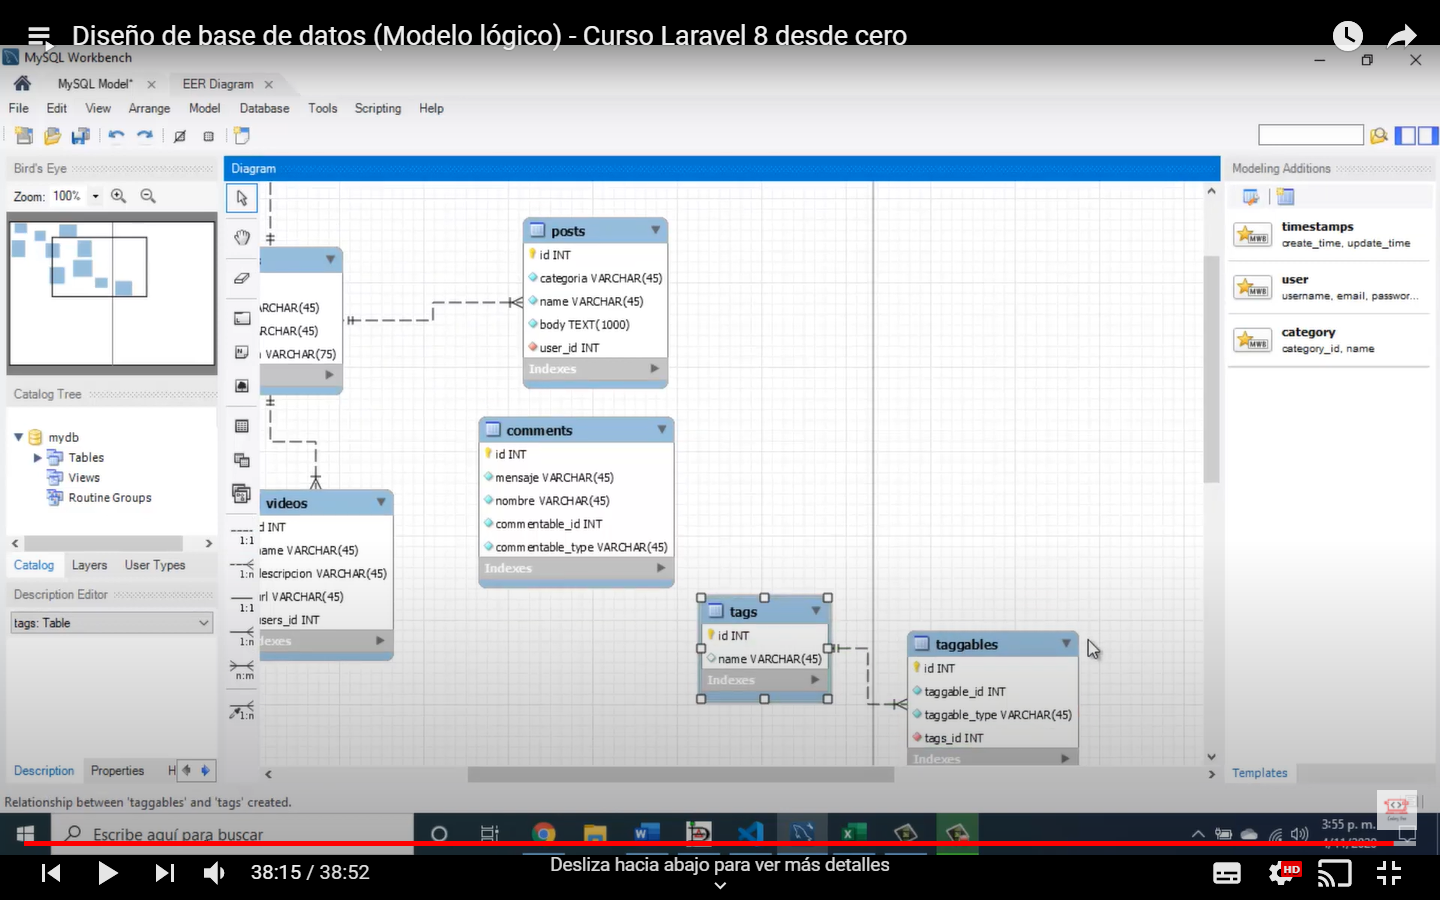 Diseño de base de datos (Modelo lógico) - Curso Laravel 8 desde cero
MySQL Workbench
MySQL Model*
EER Diagram
File Edit View Arrange Model Database Tools Scripting Help
Bird's Eye
Zoom: 100%
Diagram
Modeling Additions
timestamps
create_time, update_time
user
username, email, passwor...
category
category_id, name
Templates
posts
id INT
categoria VARCHAR(45)
name VARCHAR(45)
body TEXT(1000)
user_id INT
Indexes
ARCHAR(45)
RCHAR(45)
VARCHAR(75)
comments
id INT
mensaje VARCHAR(45)
nombre VARCHAR(45)
commentable_id INT
commentable_type VARCHAR(45)
Indexes
videos
d INT
ame VARCHAR(45)
descripcion VARCHAR(45)
rl VARCHAR(45)
sers_id INT
dexes
tags
id INT
name VARCHAR(45)
Indexes
taggables
id INT
taggable_id INT
taggable_type VARCHAR(45)
tags_id INT
Indexes
1:1
1:n
1:1
1:n
n:m
1:n
Catalog Tree
mydb
Tables
Views
Routine Groups
Catalog Layers User Types
Description Editor
tags: Table
Description Properties H
Relationship between 'taggables' and 'tags' created.
Escribe aquí para buscar
3:55 p. m.
38:15 / 38:52
Desliza hacia abajo para ver más detalles
HD